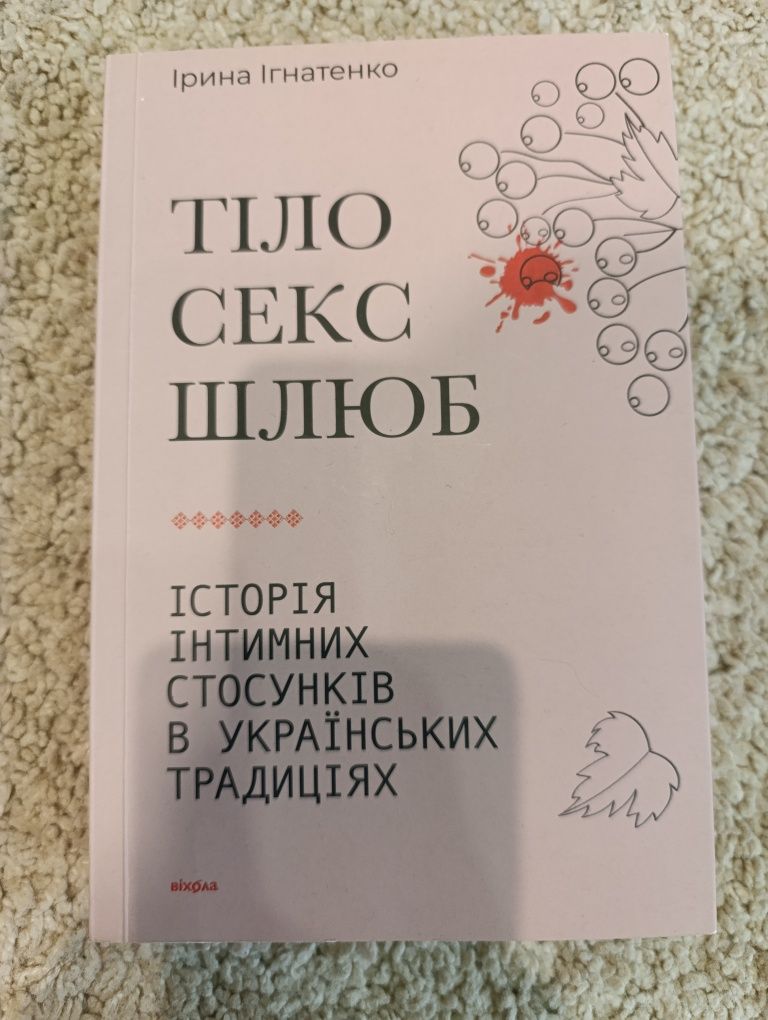 Ірина Ігнатенко
ТІЛО
СЕКС
ШЛЮБ
ІСТОРІЯ
ІНТИМНИХ
СТОСУНКІВ
В УКРАЇНСЬКИХ
ТРАДИЦІЯХ
віхола